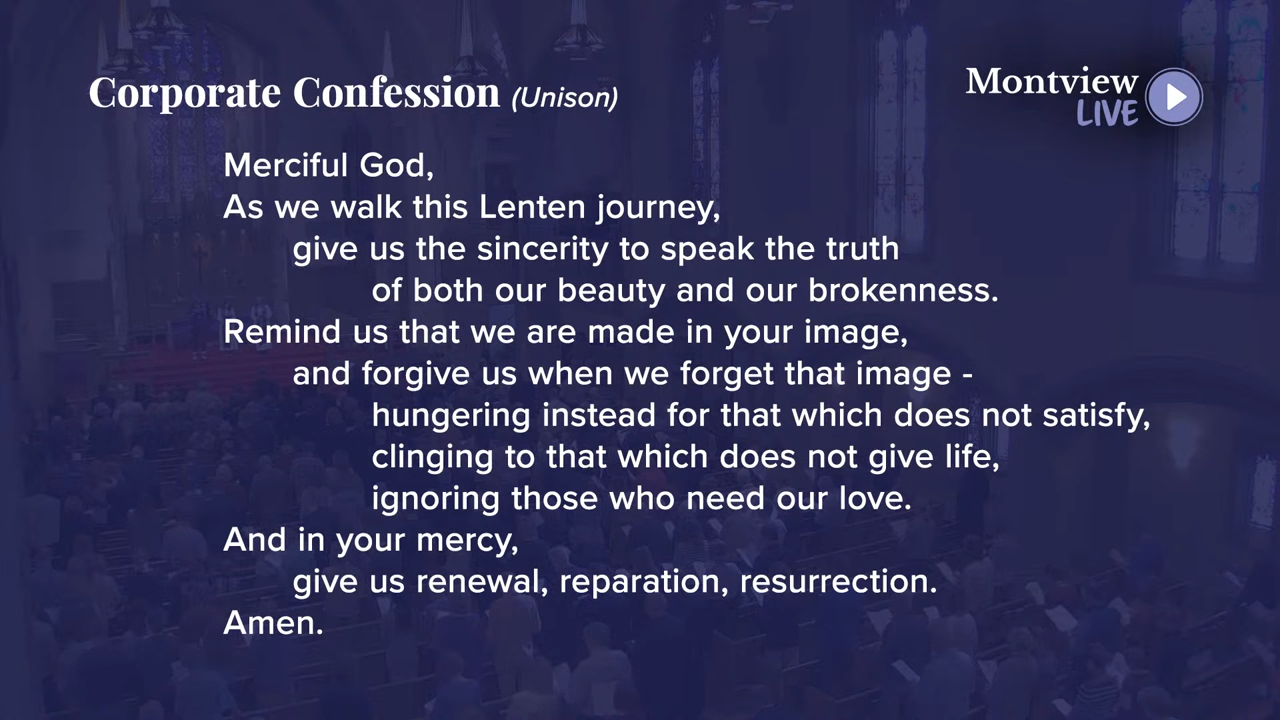 Corporate Confession (Unison)
Montview
LIVE
Merciful God,
As we walk this Lenten journey,
give us the sincerity to speak the truth
of both our beauty and our brokenness.
Remind us that we are made in your image,
and forgive us when we forget that image -
hungering instead for that which does not satisfy,
clinging to that which does not give life,
ignoring those who need our love.
And in your mercy,
give us renewal, reparation, resurrection.
Amen.